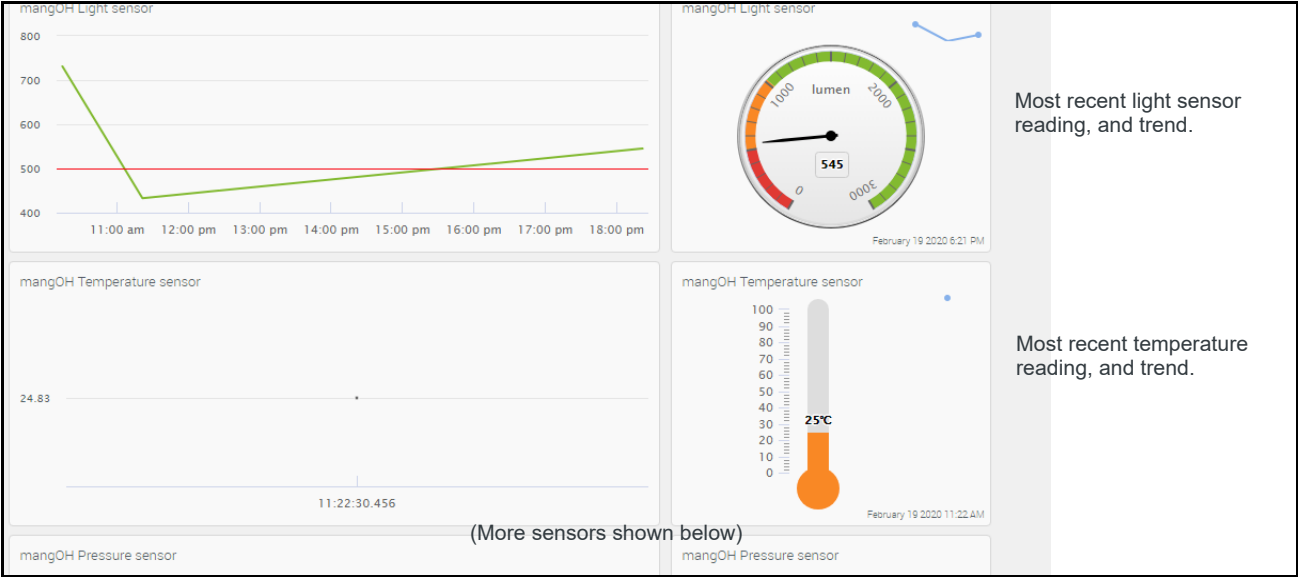 mangOH Light sensor
800
700
600
500
400
11:00 am 12:00 pm 13:00 pm 14:00 pm 15:00 pm 16:00 pm 17:00 pm 18:00 pm
mangOH Light sensor
lumen
0
1000
2000
3000
545
February 19 2020 6:21 PM
Most recent light sensor
reading, and trend.
mangOH Temperature sensor
24.83
11:22:30.456
mangOH Temperature sensor
100
90
80
70
60
50
40
30
20
10
0
25°C
February 19 2020 11:22 AM
Most recent temperature
reading, and trend.
(More sensors shown below)
mangOH Pressure sensor
mangOH Pressure sensor